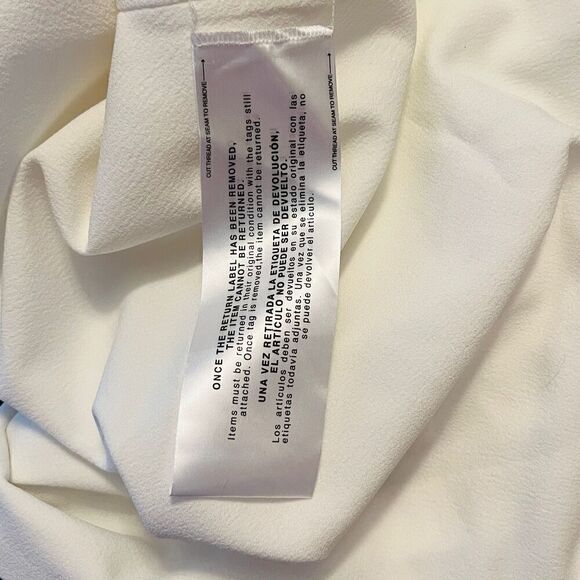 CUT THREAD AT SEAM TO REMOVE →
ONCE THE RETURN LABEL HAS BEEN REMOVED,
THE ITEM CANNOT BE RETURNED.
Items must be returned in their original condition with the tags still
attached. Once tag is removed,the item cannot be returned.
UNA VEZ RETIRADA LA ETIQUETA DE DEVOLUCIÓN,
EL ARTÍCULO NO PUEDE SER DEVUELTO.
Los artículos deben ser devueltos en su estado original con las
etiquetas todavía adjuntas. Una vez que se elimina la etiqueta, no
se puede devolver el artículo.
CUT THREAD AT SEAM TO REMOVE →